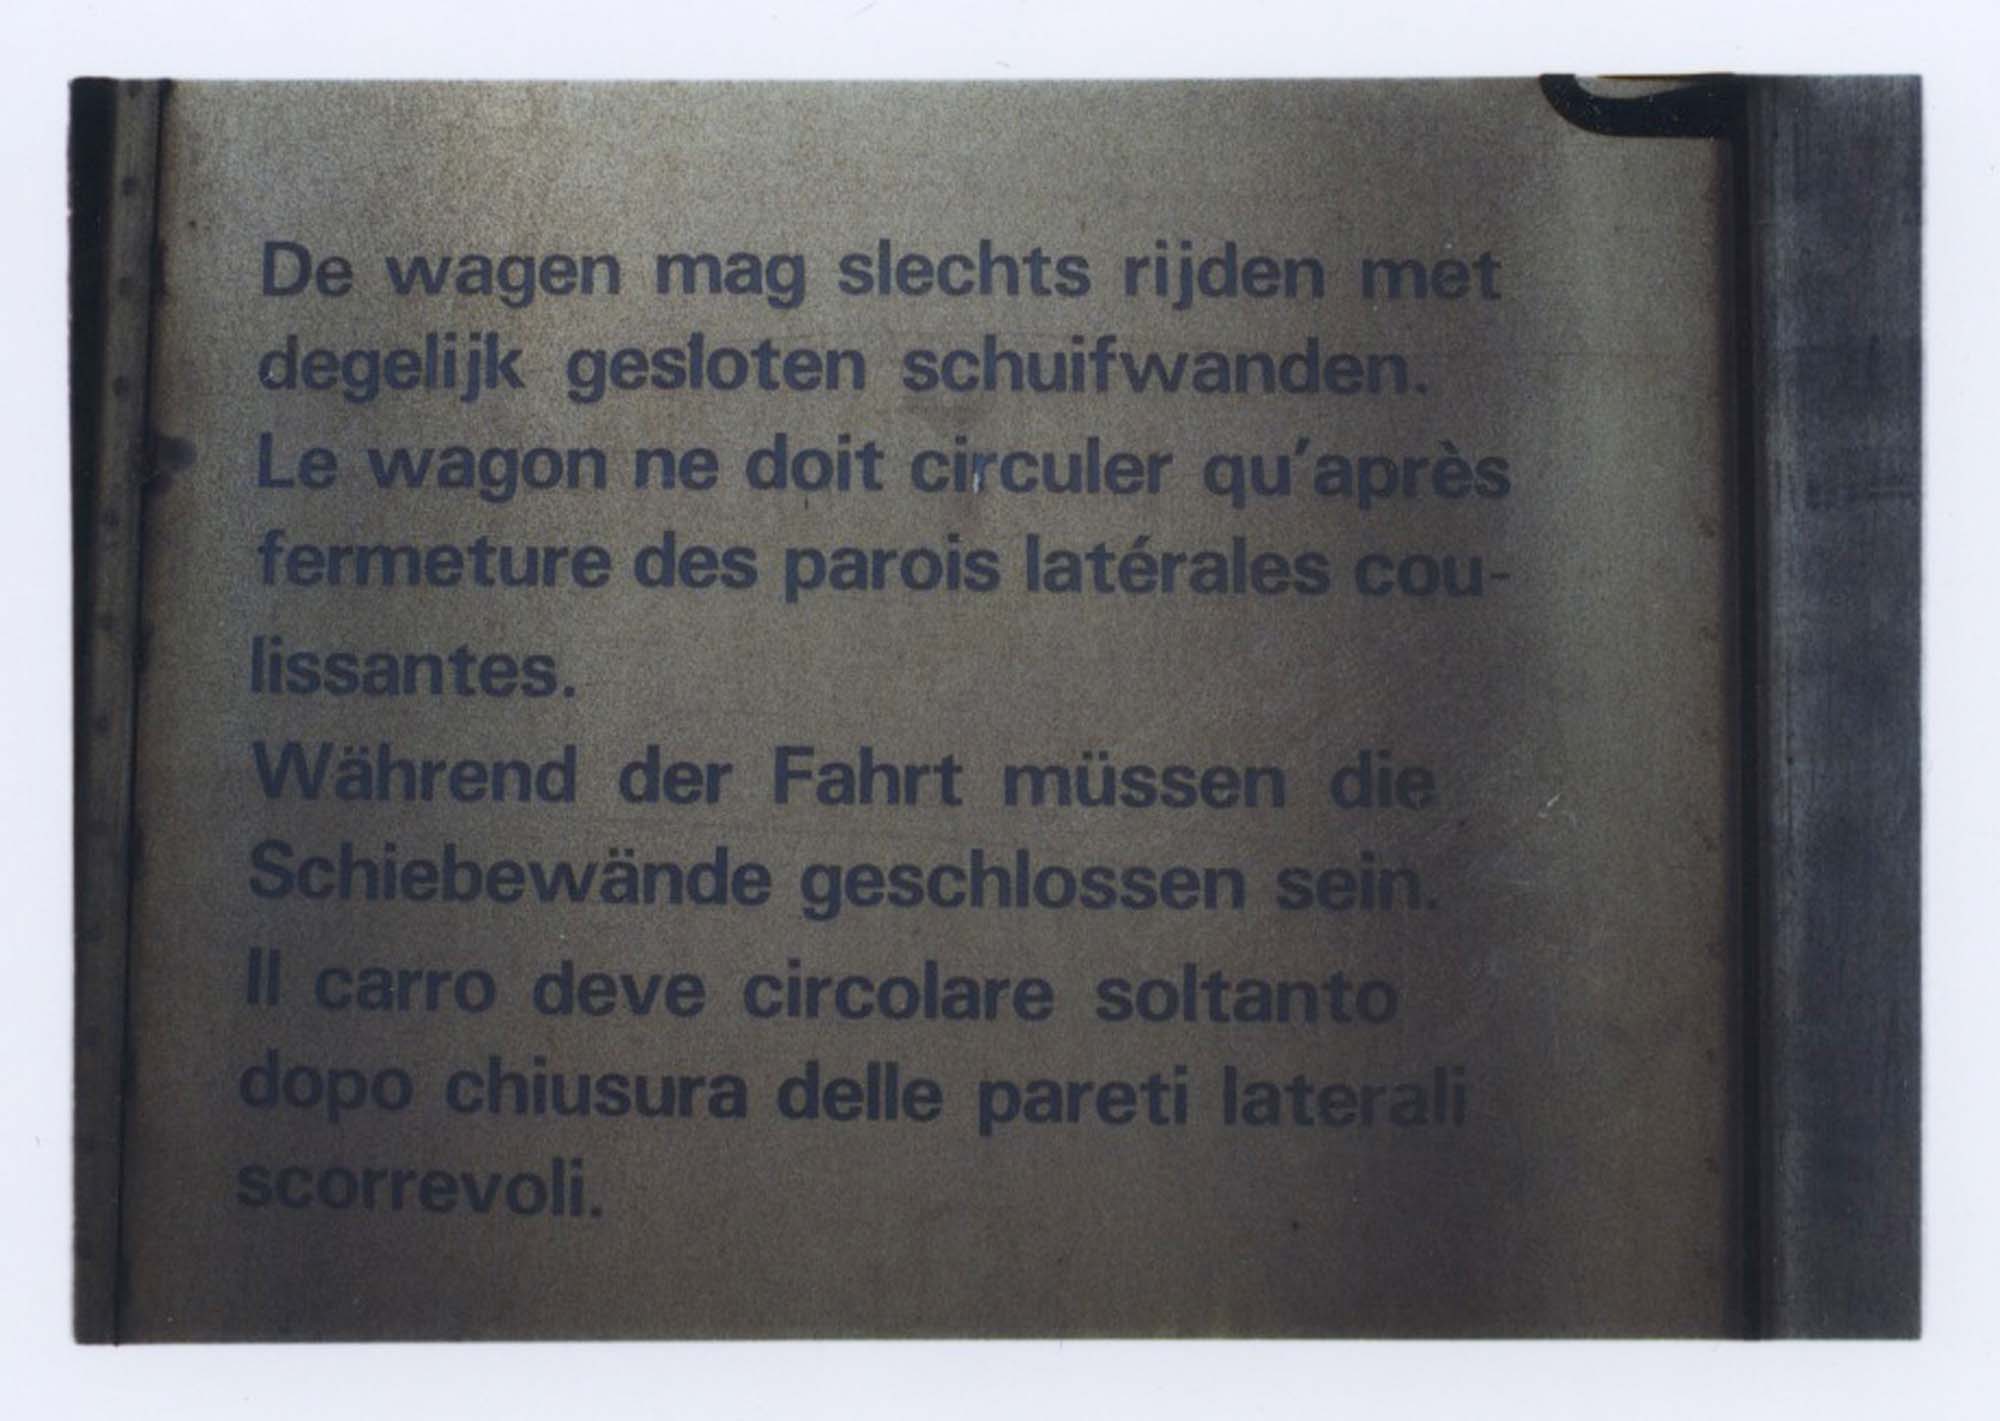 De wagen mag slechts rijden met
degelijk gesloten schuifwanden.
Le wagon ne doit circuler qu'après
fermeture des parois latérales cou-
lissantes.
Während der Fahrt müssen die
Schiebewände geschlossen sein.
Il carro deve circolare soltanto
dopo chiusura delle pareti laterali
scorrevoli.